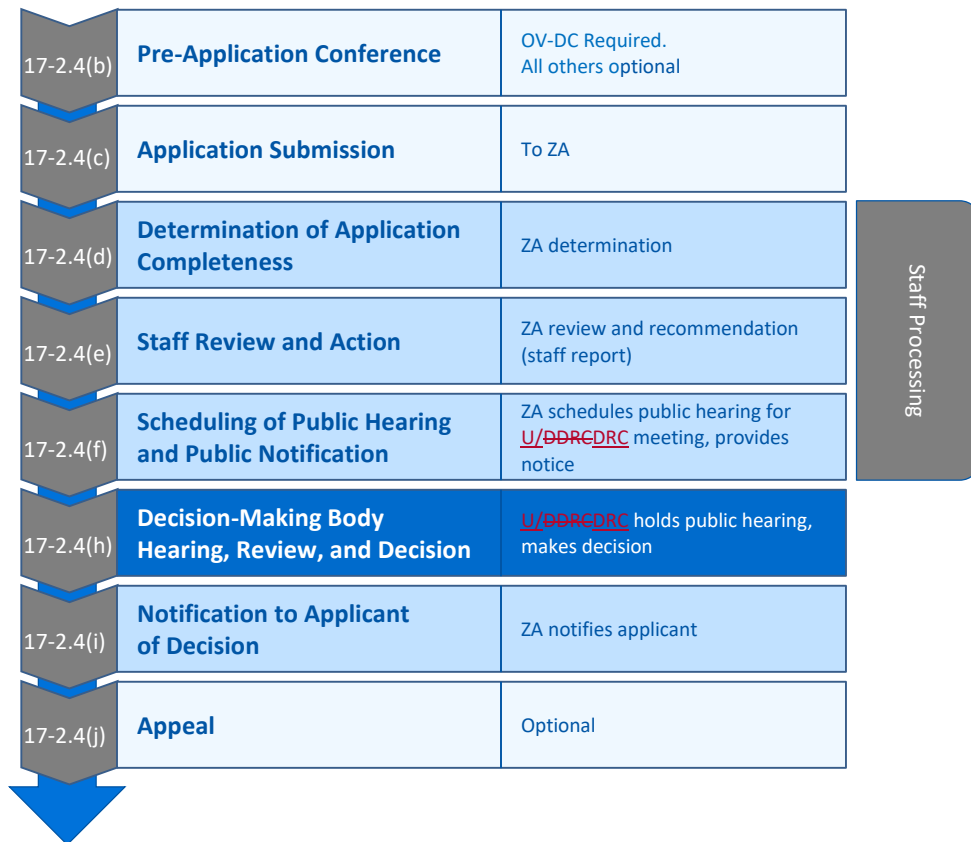 17-2.4(b)
Pre-Application Conference
OV-DC Required.
All others optional
17-2.4(c)
Application Submission
To ZA
17-2.4(d)
Determination of Application
Completeness
ZA determination
17-2.4(e)
Staff Review and Action
ZA review and recommendation
(staff report)
17-2.4(f)
Scheduling of Public Hearing
and Public Notification
ZA schedules public hearing for
U/DDRCDRC meeting, provides
notice
17-2.4(h)
Decision-Making Body
Hearing, Review, and Decision
U/DDRCDRC holds public hearing,
makes decision
17-2.4(i)
Notification to Applicant
of Decision
ZA notifies applicant
17-2.4(j)
Appeal
Optional
Staff Processing